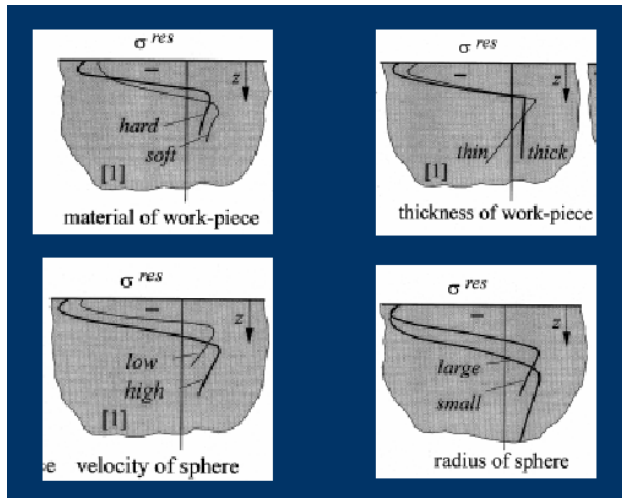 σ res
−
z
hard
soft
[1]
material of work-piece
σ res
−
z
thin thick
[1]
thickness of work-piece
σ res
−
z
low
high
[1]
se velocity of sphere
σ res
−
z
large
small
radius of sphere